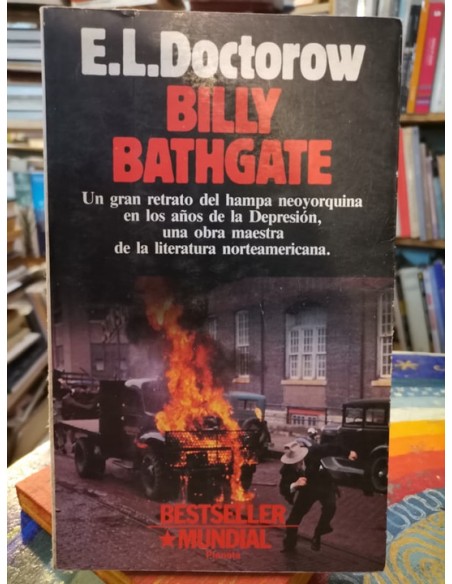 E.L.Doctorow
BILLY
BATHGATE
Un gran retrato del hampa neoyorquina
en los años de la Depresión,
una obra maestra
de la literatura norteamericana.
BESTSELLER
★MUNDIAL
Planeta